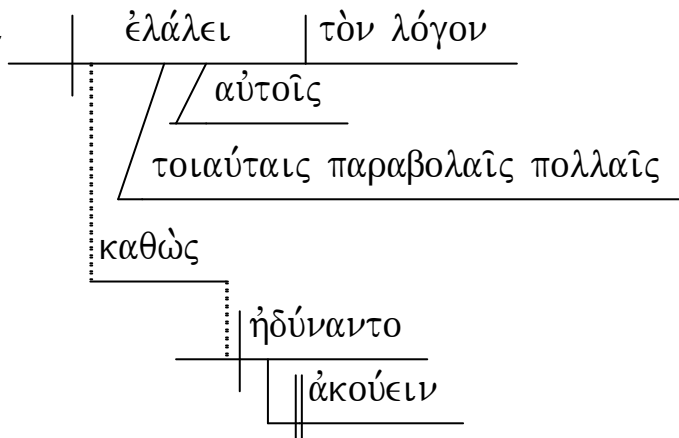 ἐλάλει τὸν λόγον
αὐτοῖς
τοιαύταις παραβολαῖς πολλαῖς
καθὼς
ἠδύναντο
ἀκούειν